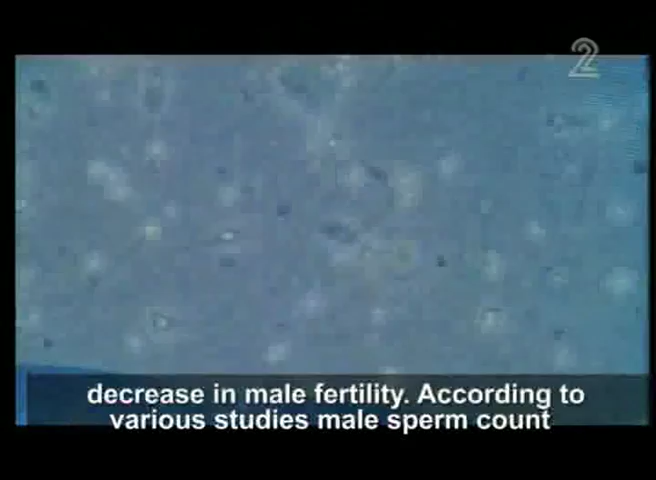 2
decrease in male fertility. According to
various studies male sperm count